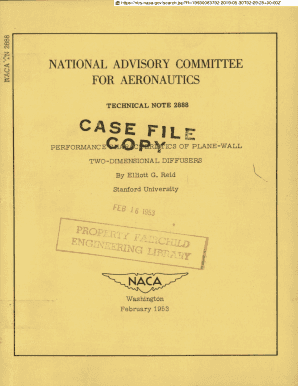 NACA TN 2888
NATIONAL ADVISORY COMMITTEE
FOR AERONAUTICS
TECHNICAL NOTE 2888
CASE FILE
COPY
PERFORMANCE CHARACTERISTICS OF PLANE-WALL
TWO-DIMENSIONAL DIFFUSERS
By Elliott G. Reid
Stanford University
FEB 16 1953
PROPERTY FAIRCHILD
ENGINEERING LIBRARY
NACA
Washington
February 1953